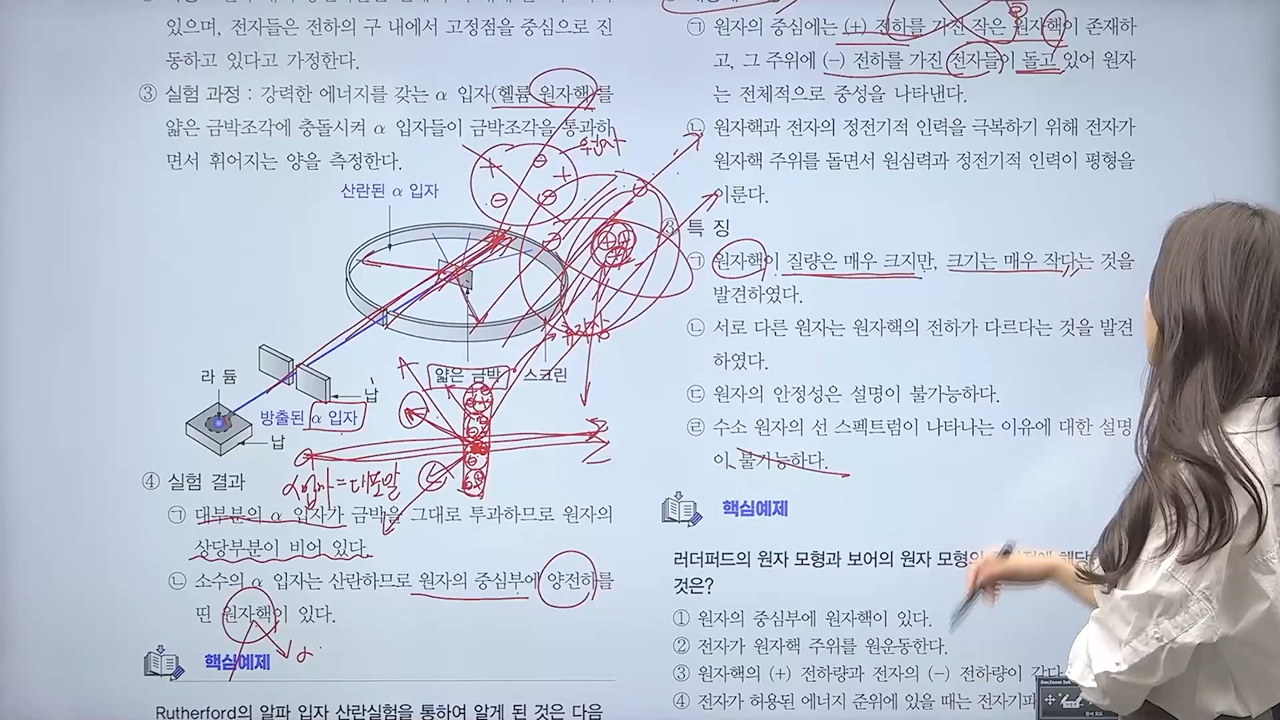 있으며, 전자들은 전하의 구 내에서 고정점을 중심으로 진
동하고 있다고 가정한다.
③ 실험 과정 : 강력한 에너지를 갖는 α 입자(헬륨 원자핵)를
얇은 금박조각에 충돌시켜 α 입자들이 금박조각을 통과하
면서 휘어지는 양을 측정한다.
원자
산란된 α 입자
라 듐
납
얇은 금박
스크린
방출된 α 입자
납
α입자=대포알
④ 실험 결과
㉠ 대부분의 α 입자가 금박을 그대로 투과하므로 원자의
상당부분이 비어 있다.
㉡ 소수의 α 입자는 산란하므로 원자의 중심부에 양전하를
띤 원자핵이 있다.
α
핵심예제
Rutherford의 알파 입자 산란실험을 통하여 알게 된 것은 다음
㉠ 원자의 중심에는 (+) 전하를 가진 작은 원자핵이 존재하
고, 그 주위에 (-) 전하를 가진 전자들이 돌고 있어 원자
는 전체적으로 중성을 나타낸다.
㉡ 원자핵과 전자의 정전기적 인력을 극복하기 위해 전자가
원자핵 주위를 돌면서 원심력과 정전기적 인력이 평형을
이룬다.
③ 특 징
㉠ 원자핵이 질량은 매우 크지만, 크기는 매우 작다는 것을
발견하였다.
㉡ 서로 다른 원자는 원자핵의 전하가 다르다는 것을 발견
하였다.
㉢ 원자의 안정성은 설명이 불가능하다.
㉣ 수소 원자의 선 스펙트럼이 나타나는 이유에 대한 설명
이 불가능하다.
핵심예제
러더퍼드의 원자 모형과 보어의 원자 모형의
것은?
① 원자의 중심부에 원자핵이 있다.
② 전자가 원자핵 주위를 원운동한다.
③ 원자핵의 (+) 전하량과 전자의 (-) 전하량이 같다
④ 전자가 허용된 에너지 준위에 있을 때는 전자기파